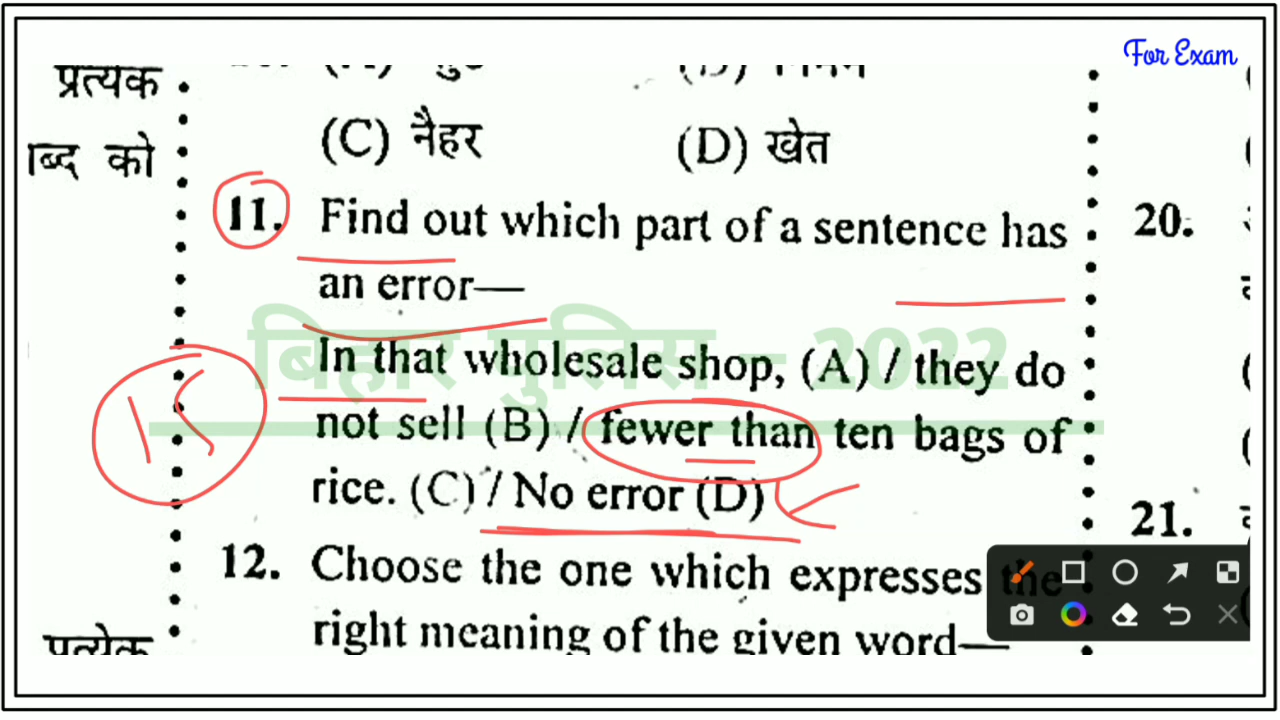 For Exam
प्रत्येक
ब्द को
(C) नैहर (D) खेत
11. Find out which part of a sentence has
an error—
In that wholesale shop, (A) / they do
not sell (B) / fewer than ten bags of
rice. (C) / No error (D)
12. Choose the one which expresses the
right meaning of the given word—
प्रत्येक
20.
21.
15
बिहार पुलिस – 2022